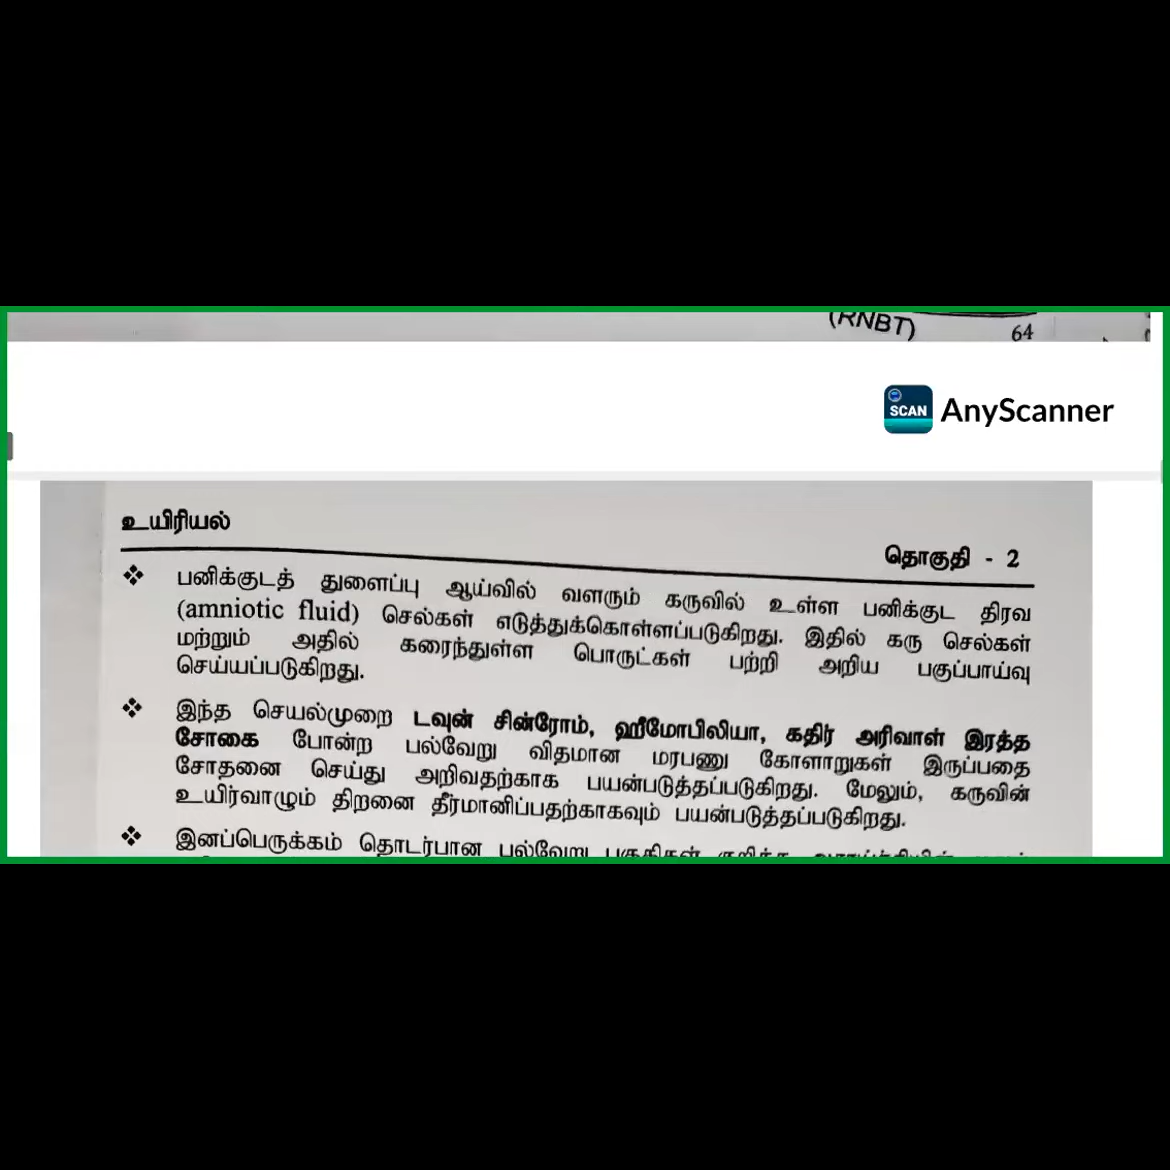 (RNBT)
64
SCAN AnyScanner
உயிரியல்
தொகுதி - 2
❖ பனிக்குடத் துளைப்பு ஆய்வில் வளரும் கருவில் உள்ள பனிக்குட திரவ
(amniotic fluid) செல்கள் எடுத்துக்கொள்ளப்படுகிறது. இதில் கரு செல்கள்
மற்றும் அதில் கரைந்துள்ள பொருட்கள் பற்றி அறிய பகுப்பாய்வு
செய்யப்படுகிறது.
❖ இந்த செயல்முறை டவுன் சின்ரோம், ஹீமோபிலியா, கதிர் அரிவாள் இரத்த
சோகை போன்ற பல்வேறு விதமான மரபணு கோளாறுகள் இருப்பதை
சோதனை செய்து அறிவதற்காக பயன்படுத்தப்படுகிறது. மேலும், கருவின்
உயிர்வாழும் திறனை தீர்மானிப்பதற்காகவும் பயன்படுத்தப்படுகிறது.
❖ இனப்பெருக்கம் தொடர்பான பல்வேறு பகுதிகள் குறித்த